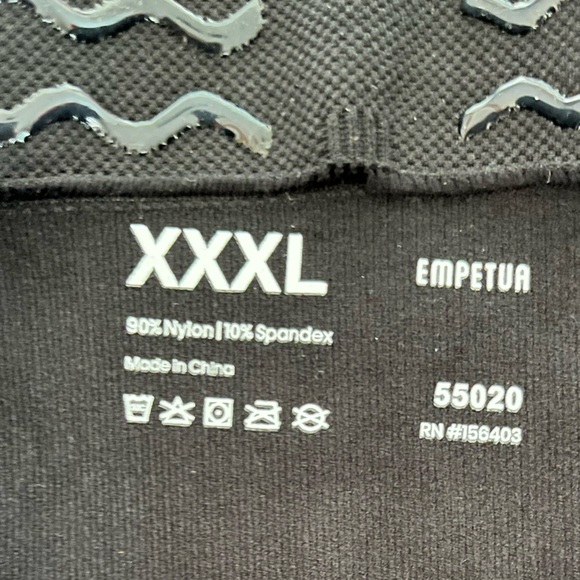 XXXL
90% Nylon | 10% Spandex
Made in China
EMPETUA
55020
RN #156403